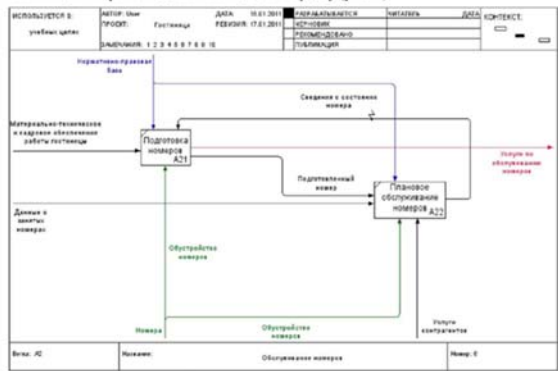 ИСПОЛЬЗУЕТСЯ В:
учебных целях
АВТОР: User
ПРОЕКТ: Гостиница
ЗАМЕЧАНИЯ: 1 2 3 4 5 6 7 8 9 10
ДАТА: 15.01.2011
РЕВИЗИЯ: 17.01.2011
РАЗРАБАТЫВАЕТСЯ
ЧЕРНОВИК
РЕКОМЕНДОВАНО
ПУБЛИКАЦИЯ
ЧИТАТЕЛЬ
ДАТА
КОНТЕКСТ:
Нормативно-правовая
база
Сведения о состоянии
номера
Материально-техническое
и кадровое обеспечение
работы гостиницы
Подготовка
номеров
A21
Услуги по
обслуживанию
номеров
Подготовленный
номер
Плановое
обслуживание
номеров
A22
Данные о
занятых
номерах
Обустройство
номеров
Номера
Обустройство
номеров
Услуги
контрагентов
Ветка: A2
Название:
Обслуживание номеров
Номер: 6